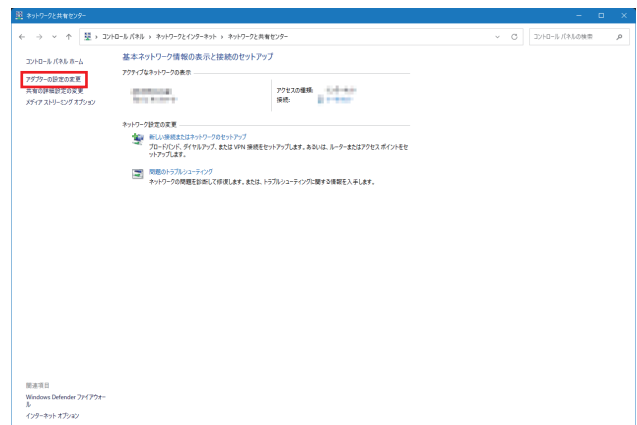 ネットワークと共有センター
コントロール パネル › ネットワークとインターネット › ネットワークと共有センター
コントロール パネルの検索
コントロール パネル ホーム
アダプターの設定の変更
共有の詳細設定の変更
メディア ストリーミング オプション
基本ネットワーク情報の表示と接続のセットアップ
アクティブなネットワークの表示
アクセスの種類:
接続:
ネットワーク設定の変更
新しい接続またはネットワークのセットアップ
ブロードバンド、ダイヤルアップ、または VPN 接続をセットアップします。あるいは、ルーターまたはアクセス ポイントをセ
ットアップします。
問題のトラブルシューティング
ネットワークの問題を診断して修復します。または、トラブルシューティングに関する情報を入手します。
関連項目
Windows Defender ファイアウォー
ル
インターネット オプション